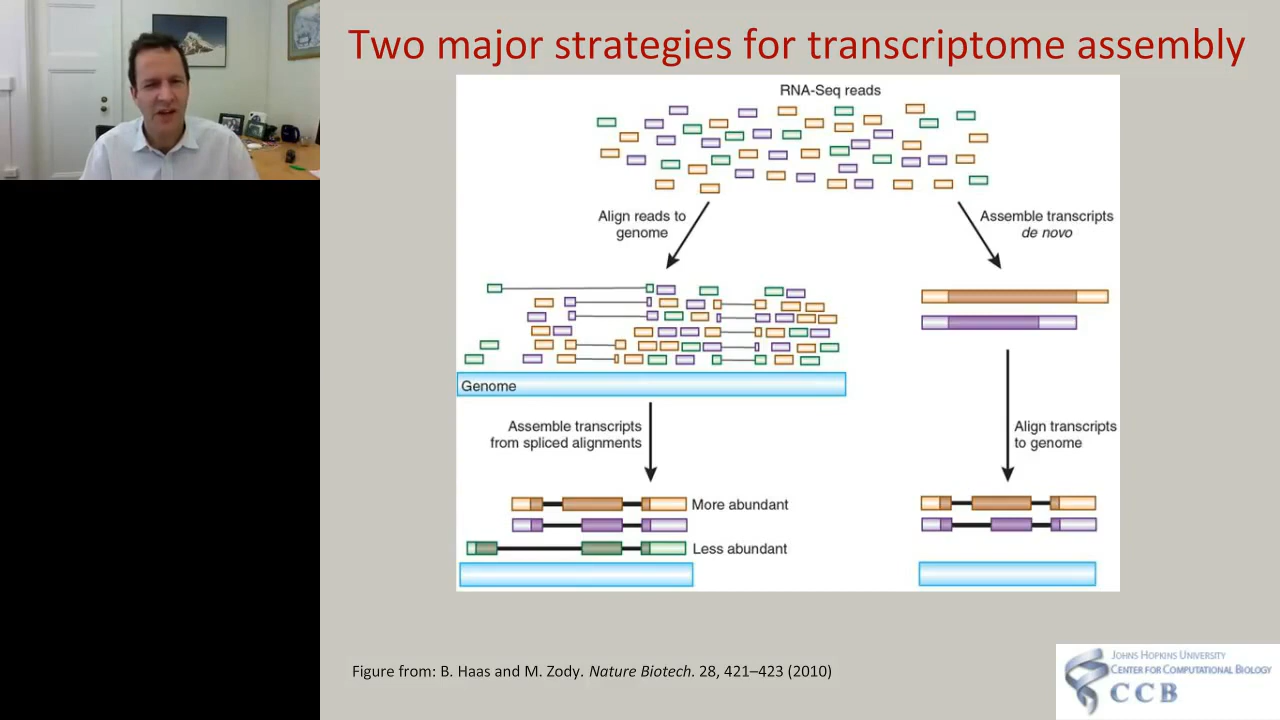 Two major strategies for transcriptome assembly
RNA-Seq reads
Align reads to
genome
Assemble transcripts
de novo
Genome
Assemble transcripts
from spliced alignments
Align transcripts
to genome
More abundant
Less abundant
Figure from: B. Haas and M. Zody. Nature Biotech. 28, 421–423 (2010)
JOHNS HOPKINS UNIVERSITY
CENTER FOR COMPUTATIONAL BIOLOGY
CCB